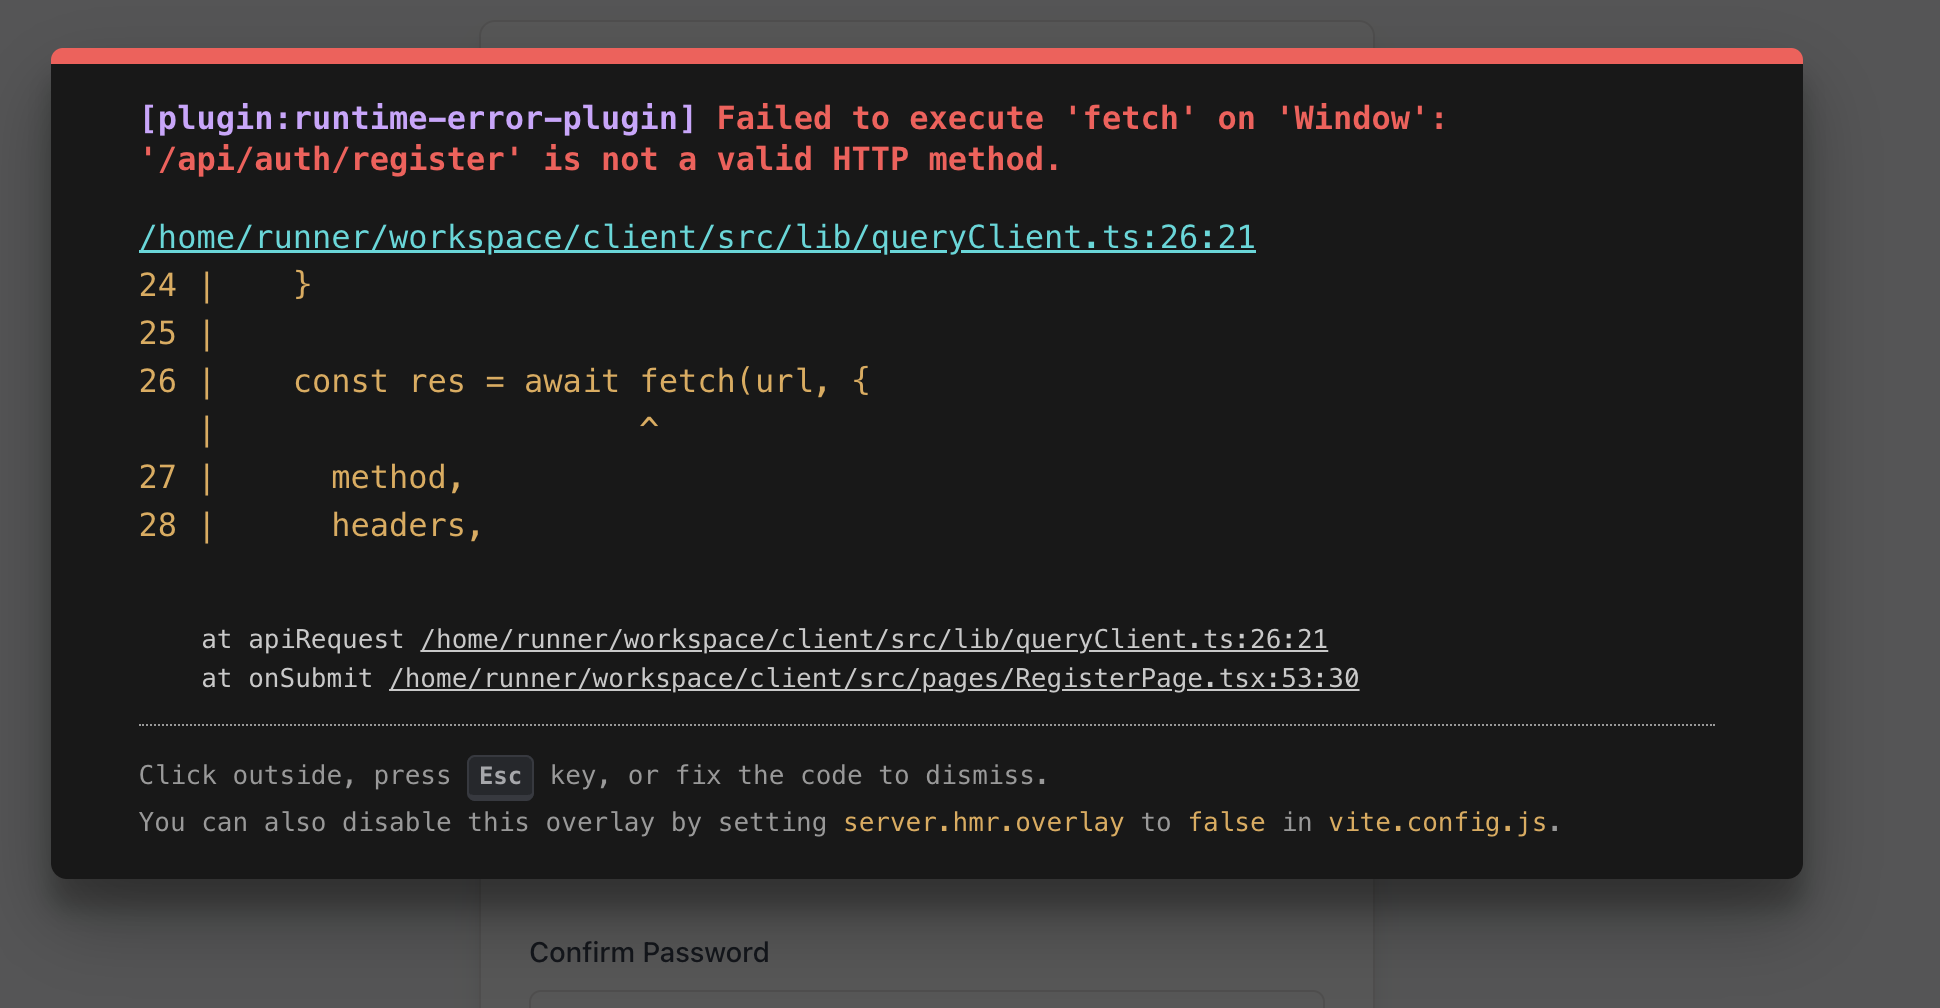 [plugin:runtime-error-plugin] Failed to execute 'fetch' on 'Window':
'/api/auth/register' is not a valid HTTP method.
/home/runner/workspace/client/src/lib/queryClient.ts:26:21
24 |    }
25 |
26 |    const res = await fetch(url, {
   |                      ^
27 |      method,
28 |      headers,
at apiRequest /home/runner/workspace/client/src/lib/queryClient.ts:26:21
at onSubmit /home/runner/workspace/client/src/pages/RegisterPage.tsx:53:30
Click outside, press Esc key, or fix the code to dismiss.
You can also disable this overlay by setting server.hmr.overlay to false in vite.config.js.
Confirm Password